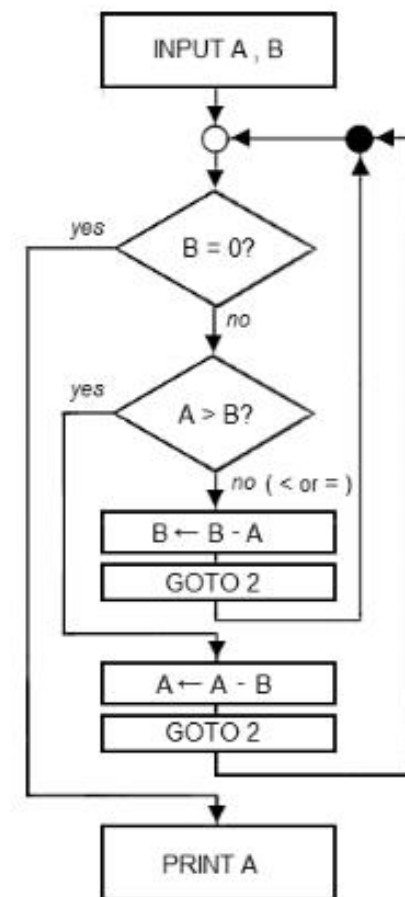 INPUT A , B
yes
B = 0?
no
yes
A > B?
no ( < or = )
B ← B - A
GOTO 2
A ← A - B
GOTO 2
PRINT A